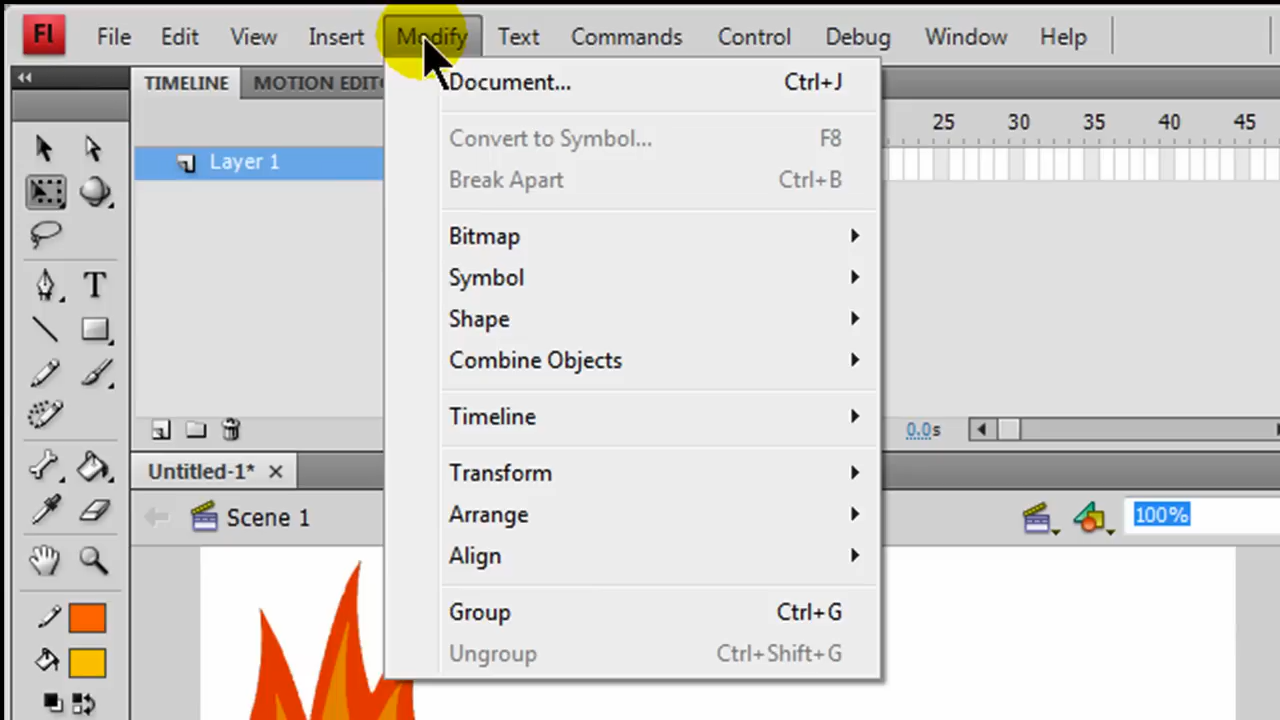 Fl File Edit View Insert Modify Text Commands Control Debug Window Help
TIMELINE MOTION EDIT
25 30 35 40 45
Layer 1
Document... Ctrl+J
Convert to Symbol... F8
Break Apart Ctrl+B
Bitmap
Symbol
Shape
Combine Objects
Timeline
Transform
Arrange
Align
Group Ctrl+G
Ungroup Ctrl+Shift+G
0.0s
Untitled-1*
Scene 1
100%
T